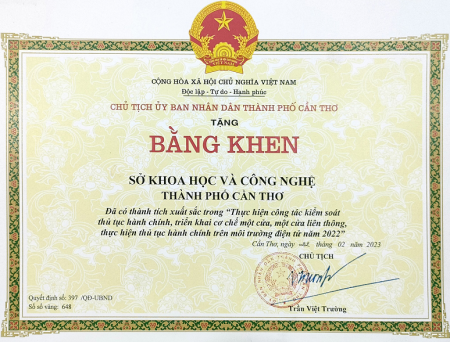 CỘNG HÒA XÃ HỘI CHỦ NGHĨA VIỆT NAM
Độc lập - Tự do - Hạnh phúc
CHỦ TỊCH ỦY BAN NHÂN DÂN THÀNH PHỐ CẦN THƠ
TẶNG
BẰNG KHEN
SỞ KHOA HỌC VÀ CÔNG NGHỆ
THÀNH PHỐ CẦN THƠ
Đã có thành tích xuất sắc trong "Thực hiện công tác kiểm soát
thủ tục hành chính, triển khai cơ chế một cửa, một cửa liên thông,
thực hiện thủ tục hành chính trên môi trường điện tử năm 2022"
Cần Thơ, ngày tháng 02 năm 2023
CHỦ TỊCH
Quyết định số: 397 /QĐ-UBND
Số sổ vàng: 648
Trần Việt Trường